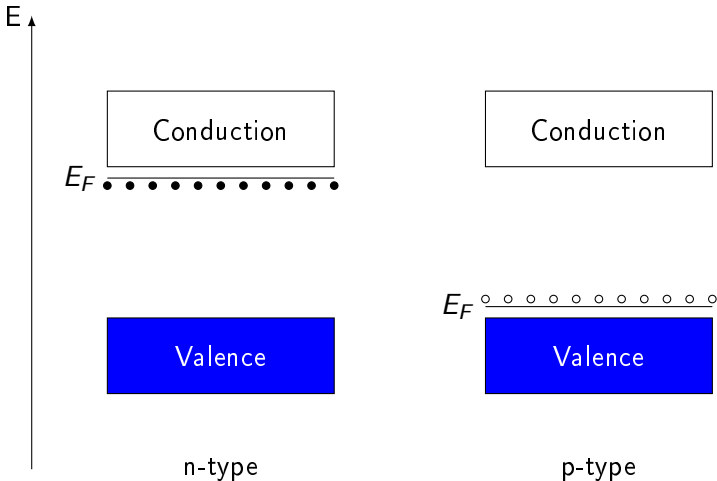 E
Conduction
Conduction
E_F
E_F
Valence
Valence
n-type
p-type